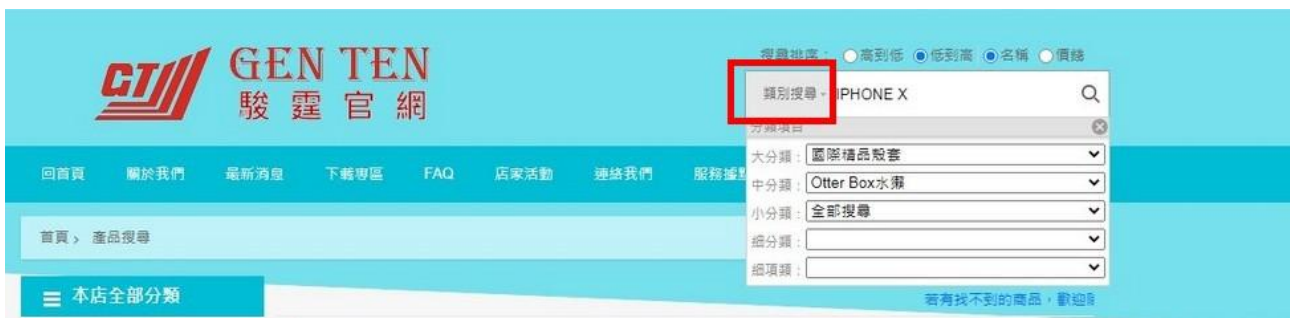 GTI
GEN TEN
駿霆官網
搜尋排序： 高到低 低到高 名稱 價錢
類別搜尋 IPHONE X
分類項目
大分類： 國際精品殼套
中分類： Otter Box水獺
小分類： 全部搜尋
細分類：
細項類：
回首頁 關於我們 最新消息 下載專區 FAQ 店家活動 連絡我們 服務據點
首頁 › 產品搜尋
本店全部分類
若有找不到的商品，歡迎